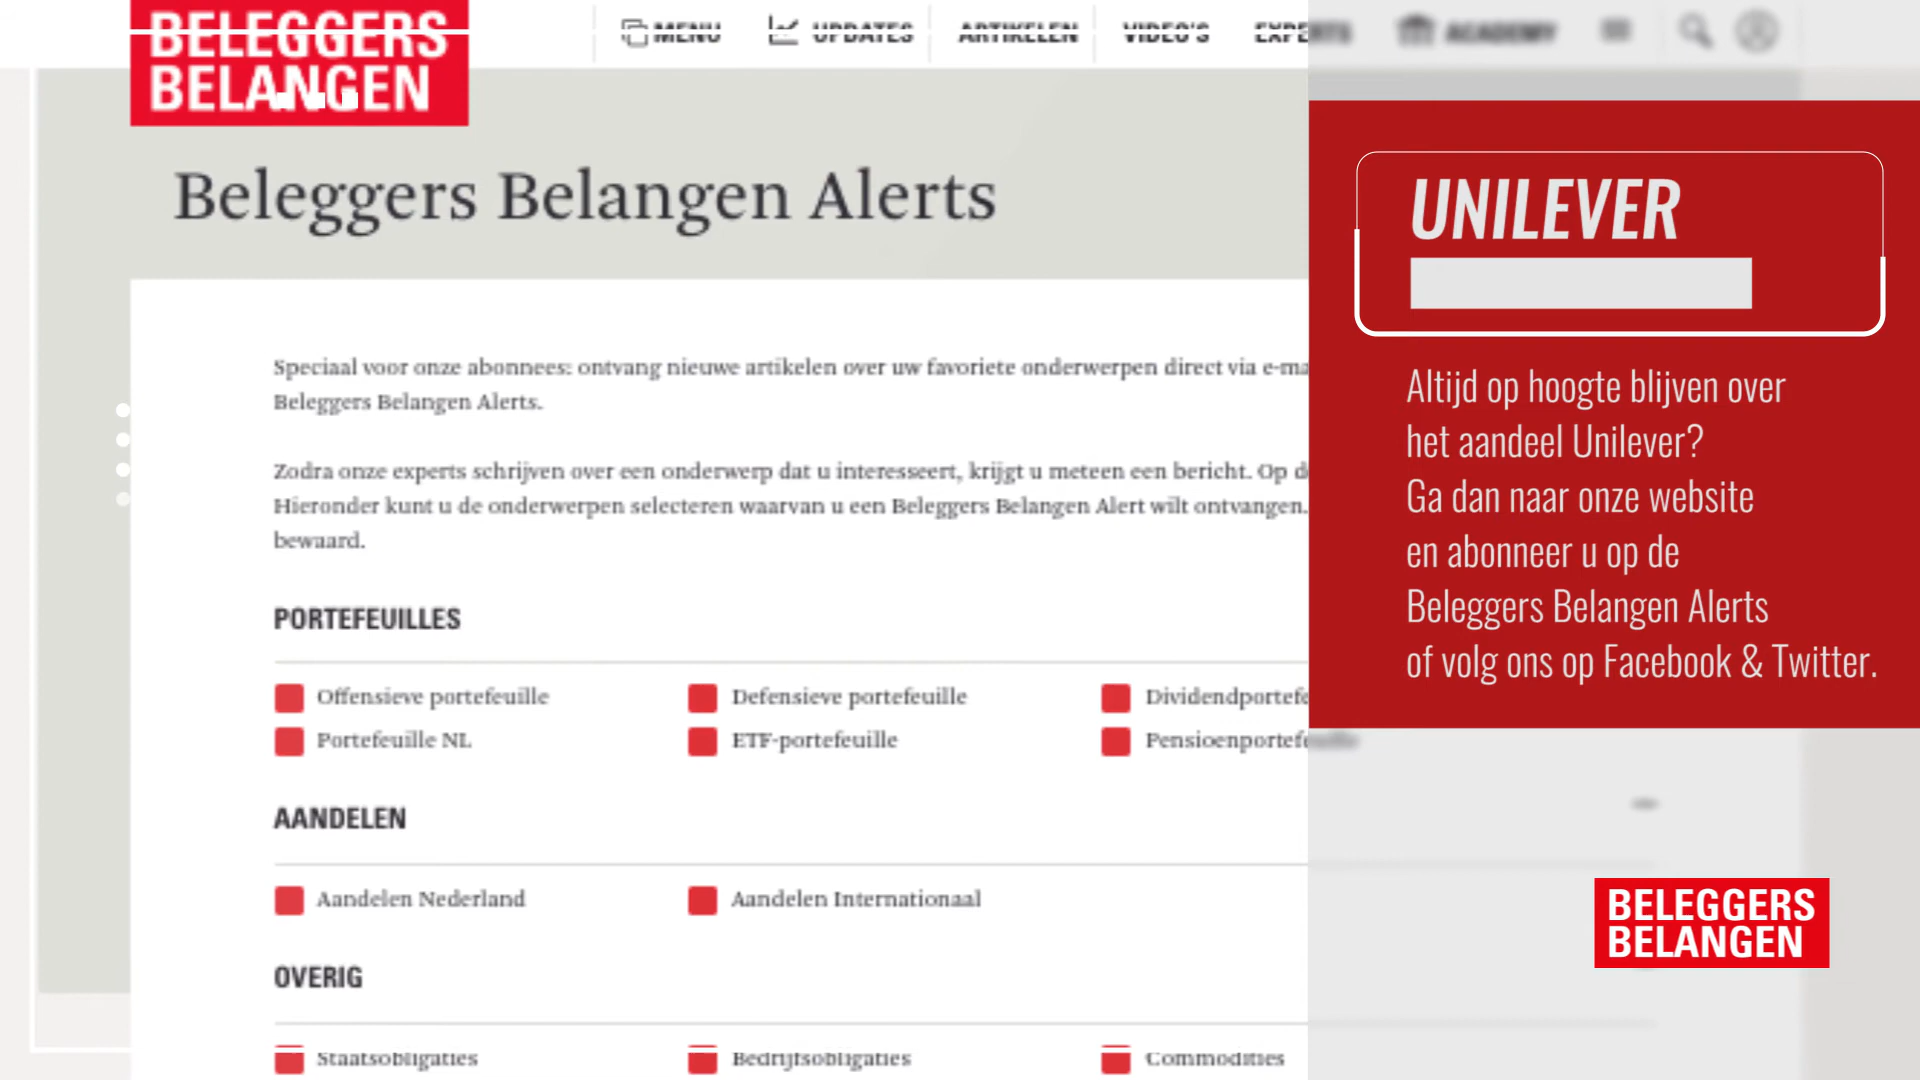 BELEGGERS
BELANGEN
MENU
UPDATES
ARTIKELEN
VIDEO'S
EXPERTS
ACADEMY
Beleggers Belangen Alerts
Speciaal voor onze abonnees: ontvang nieuwe artikelen over uw favoriete onderwerpen direct via
Beleggers Belangen Alerts.
Zodra onze experts schrijven over een onderwerp dat u interesseert, krijgt u meteen een bericht. Op
Hieronder kunt u de onderwerpen selecteren waarvan u een Beleggers Belangen Alert wilt ontvangen.
bewaard.
PORTEFEUILLES
Offensieve portefeuille
Defensieve portefeuille
Portefeuille NL
ETF-portefeuille
Pensioenportefeuille
AANDELEN
Aandelen Nederland
Aandelen Internationaal
OVERIG
Staatsobligaties
Bedrijfsobligaties
Commodities
UNILEVER
Altijd op hoogte blijven over
het aandeel Unilever?
Ga dan naar onze website
en abonneer u op de
Beleggers Belangen Alerts
of volg ons op Facebook & Twitter.
BELEGGERS
BELANGEN